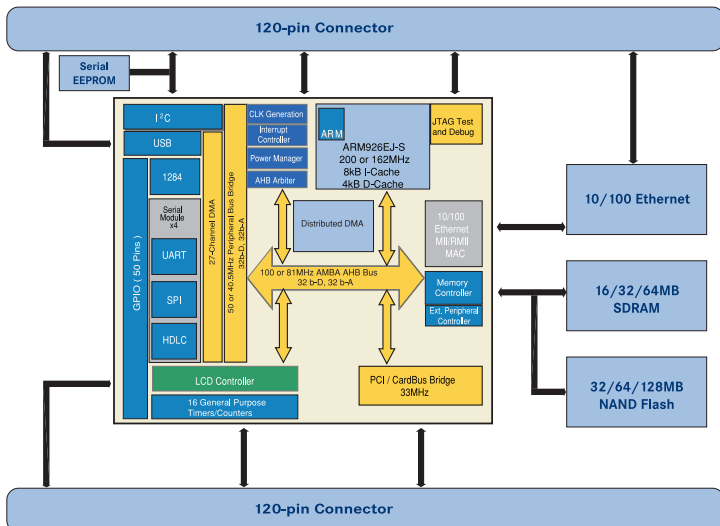 120-pin Connector
Serial
EEPROM
I²C
USB
GPIO ( 50 Pins )
1284
Serial
Module
x4
UART
SPI
HDLC
27-Channel DMA
50 or 40.5MHz Peripheral Bus Bridge
32b-D, 32b-A
CLK Generation
Interrupt
Controller
Power Manager
AHB Arbiter
ARM
ARM926EJ-S
200 or 162MHz
8kB I-Cache
4kB D-Cache
JTAG Test
and Debug
Distributed DMA
10/100
Ethernet
MII/RMII
MAC
100 or 81MHz AMBA AHB Bus
32 b-D, 32 b-A
Memory
Controller
Ext. Peripheral
Controller
LCD Controller
16 General Purpose
Timers/Counters
PCI / CardBus Bridge
33MHz
10/100 Ethernet
16/32/64MB
SDRAM
32/64/128MB
NAND Flash
120-pin Connector